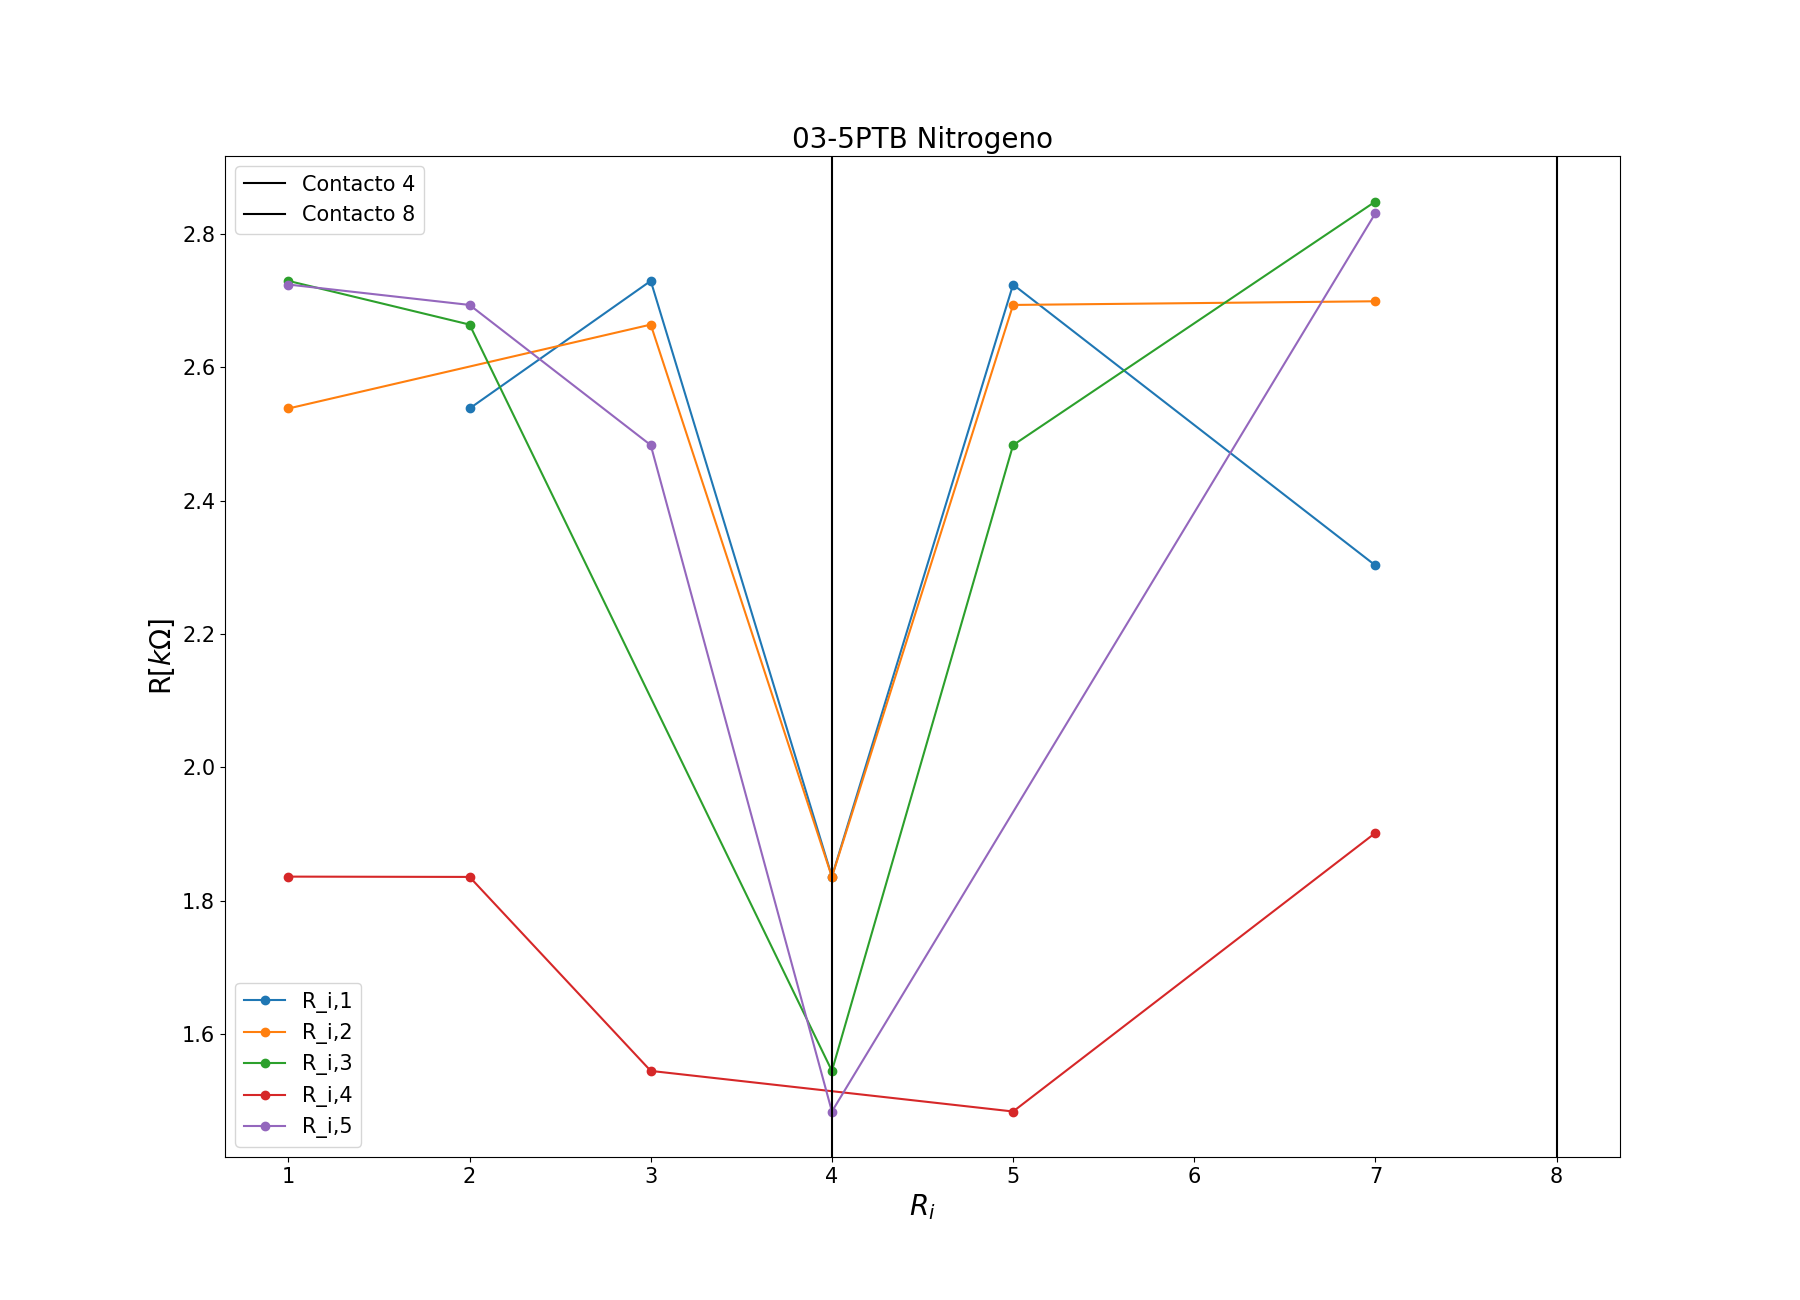 03-5PTB Nitrogeno
Contacto 4
Contacto 8
2.8
2.6
2.4
2.2
2.0
1.8
1.6
R[kΩ]
R_i,1
R_i,2
R_i,3
R_i,4
R_i,5
1 2 3 4 5 6 7 8
R_i